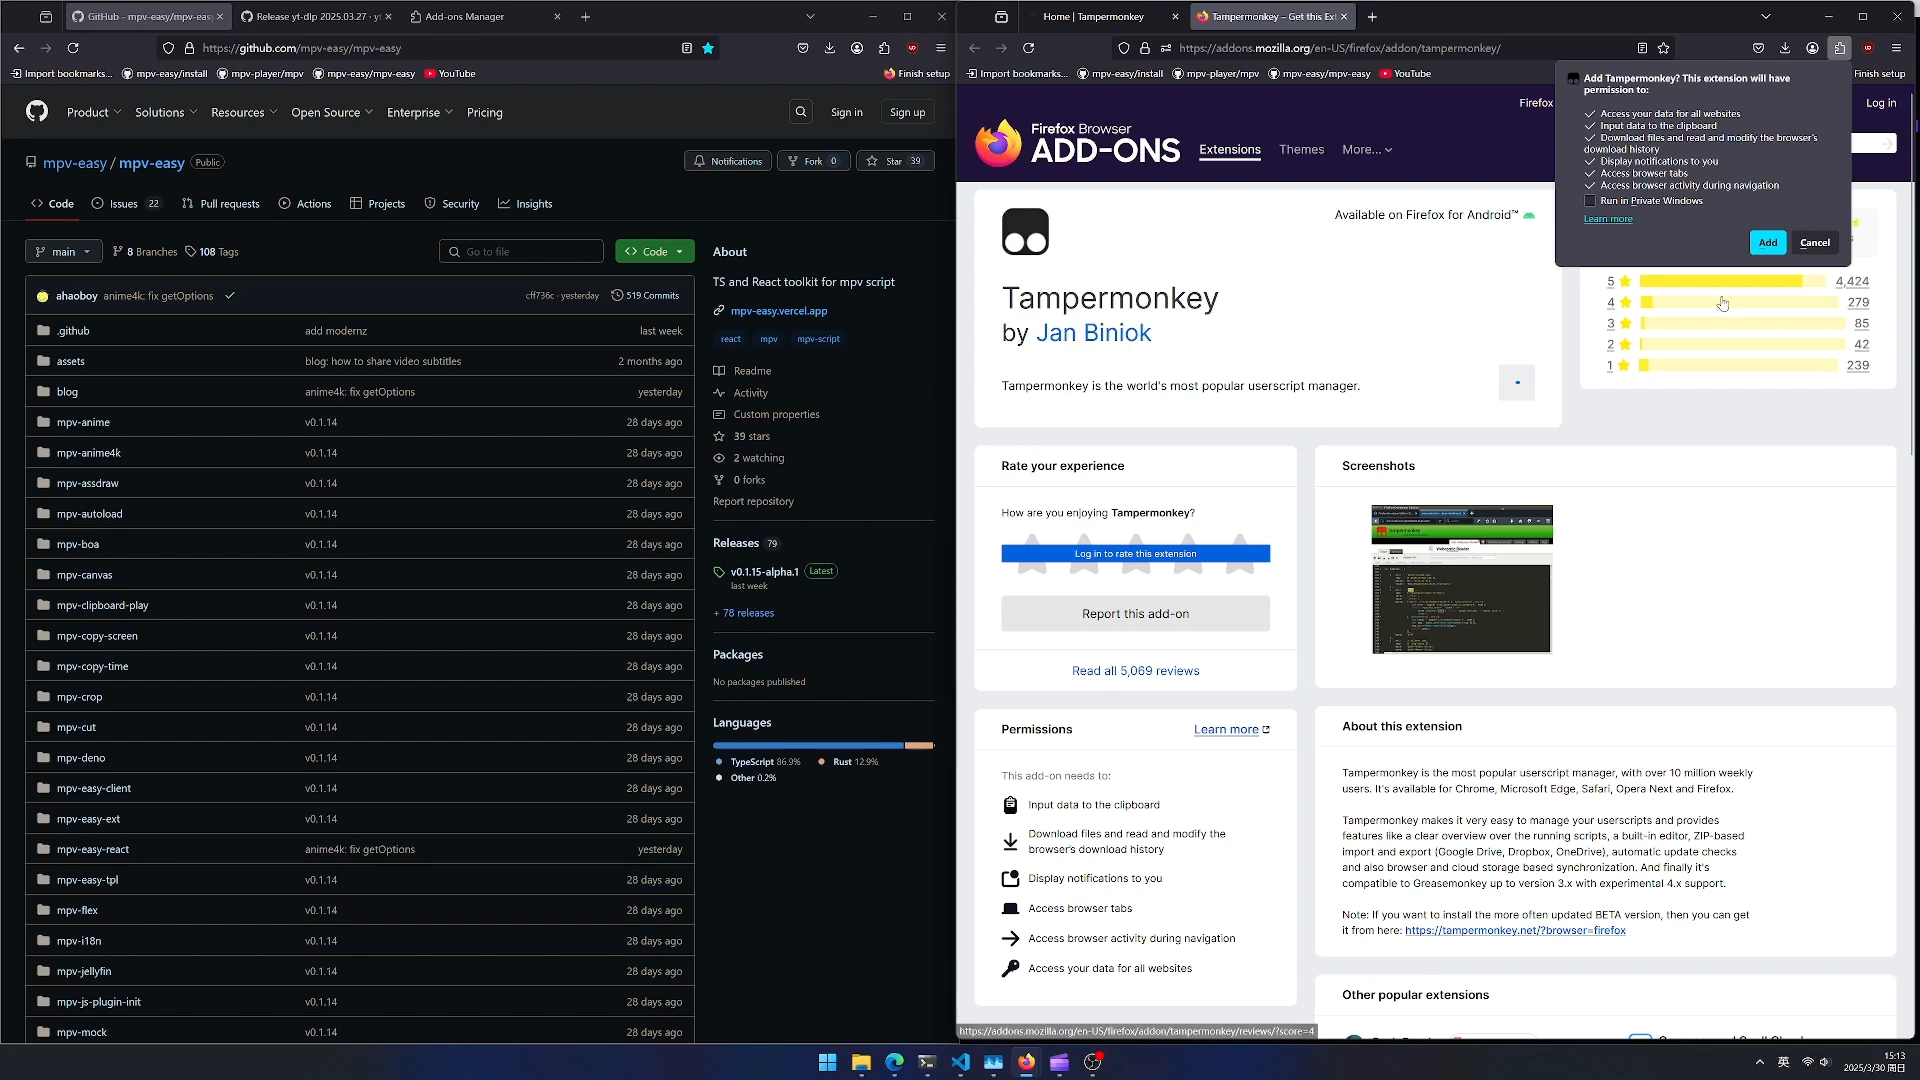 GitHub - mpv-easy/mpv-eas
Release yt-dlp 2025.03.27 · yt
Add-ons Manager
https://github.com/mpv-easy/mpv-easy
Import bookmarks...
mpv-easy/install
mpv-player/mpv
mpv-easy/mpv-easy
YouTube
Finish setup
Product
Solutions
Resources
Open Source
Enterprise
Pricing
Sign in
Sign up
mpv-easy / mpv-easy
Public
Notifications
Fork 0
Star 39
Code
Issues 22
Pull requests
Actions
Projects
Security
Insights
main
8 Branches
108 Tags
Go to file
Code
ahaoboy anime4k: fix getOptions
cff736c · yesterday
519 Commits
.github add modernz last week
assets blog: how to share video subtitles 2 months ago
blog anime4k: fix getOptions yesterday
mpv-anime v0.1.14 28 days ago
mpv-anime4k v0.1.14 28 days ago
mpv-assdraw v0.1.14 28 days ago
mpv-autoload v0.1.14 28 days ago
mpv-boa v0.1.14 28 days ago
mpv-canvas v0.1.14 28 days ago
mpv-clipboard-play v0.1.14 28 days ago
mpv-copy-screen v0.1.14 28 days ago
mpv-copy-time v0.1.14 28 days ago
mpv-crop v0.1.14 28 days ago
mpv-cut v0.1.14 28 days ago
mpv-deno v0.1.14 28 days ago
mpv-easy-client v0.1.14 28 days ago
mpv-easy-ext v0.1.14 28 days ago
mpv-easy-react anime4k: fix getOptions yesterday
mpv-easy-tpl v0.1.14 28 days ago
mpv-flex v0.1.14 28 days ago
mpv-i18n v0.1.14 28 days ago
mpv-jellyfin v0.1.14 28 days ago
mpv-js-plugin-init v0.1.14 28 days ago
mpv-mock v0.1.14 28 days ago
About
TS and React toolkit for mpv script
mpv-easy.vercel.app
react mpv mpv-script
Readme
Activity
Custom properties
39 stars
2 watching
0 forks
Report repository
Releases 79
v0.1.15-alpha.1 Latest
last week
+ 78 releases
Packages
No packages published
Languages
TypeScript 86.9% Rust 12.9%
Other 0.2%
Home | Tampermonkey
Tampermonkey – Get this Ext
https://addons.mozilla.org/en-US/firefox/addon/tampermonkey/
Import bookmarks...
mpv-easy/install
mpv-player/mpv
mpv-easy/mpv-easy
YouTube
Finish setup
Firefox
Log in
Firefox Browser
ADD-ONS
Extensions
Themes
More...
Add Tampermonkey? This extension will have
permission to:
Access your data for all websites
Input data to the clipboard
Download files and read and modify the browser's
download history
Display notifications to you
Access browser tabs
Access browser activity during navigation
Run in Private Windows
Learn more
Add
Cancel
Available on Firefox for Android™
Tampermonkey
by Jan Biniok
Tampermonkey is the world's most popular userscript manager.
5 4,424
4 279
3 85
2 42
1 239
Rate your experience
How are you enjoying Tampermonkey?
Log in to rate this extension
Report this add-on
Read all 5,069 reviews
Screenshots
Permissions
Learn more
This add-on needs to:
Input data to the clipboard
Download files and read and modify the
browser's download history
Display notifications to you
Access browser tabs
Access browser activity during navigation
Access your data for all websites
About this extension
Tampermonkey is the most popular userscript manager, with over 10 million weekly
users. It's available for Chrome, Microsoft Edge, Safari, Opera Next and Firefox.
Tampermonkey makes it very easy to manage your userscripts and provides
features like a clear overview over the running scripts, a built-in editor, ZIP-based
import and export (Google Drive, Dropbox, OneDrive), automatic update checks
and also browser and cloud storage based synchronization. And finally it's
compatible to Greasemonkey up to version 3.x with experimental 4.x support.
Note: If you want to install the more often updated BETA version, then you can get
it from here: https://tampermonkey.net/?browser=firefox
Other popular extensions
https://addons.mozilla.org/en-US/firefox/addon/tampermonkey/reviews/?score=4
英
15:13
2025/3/30 周日